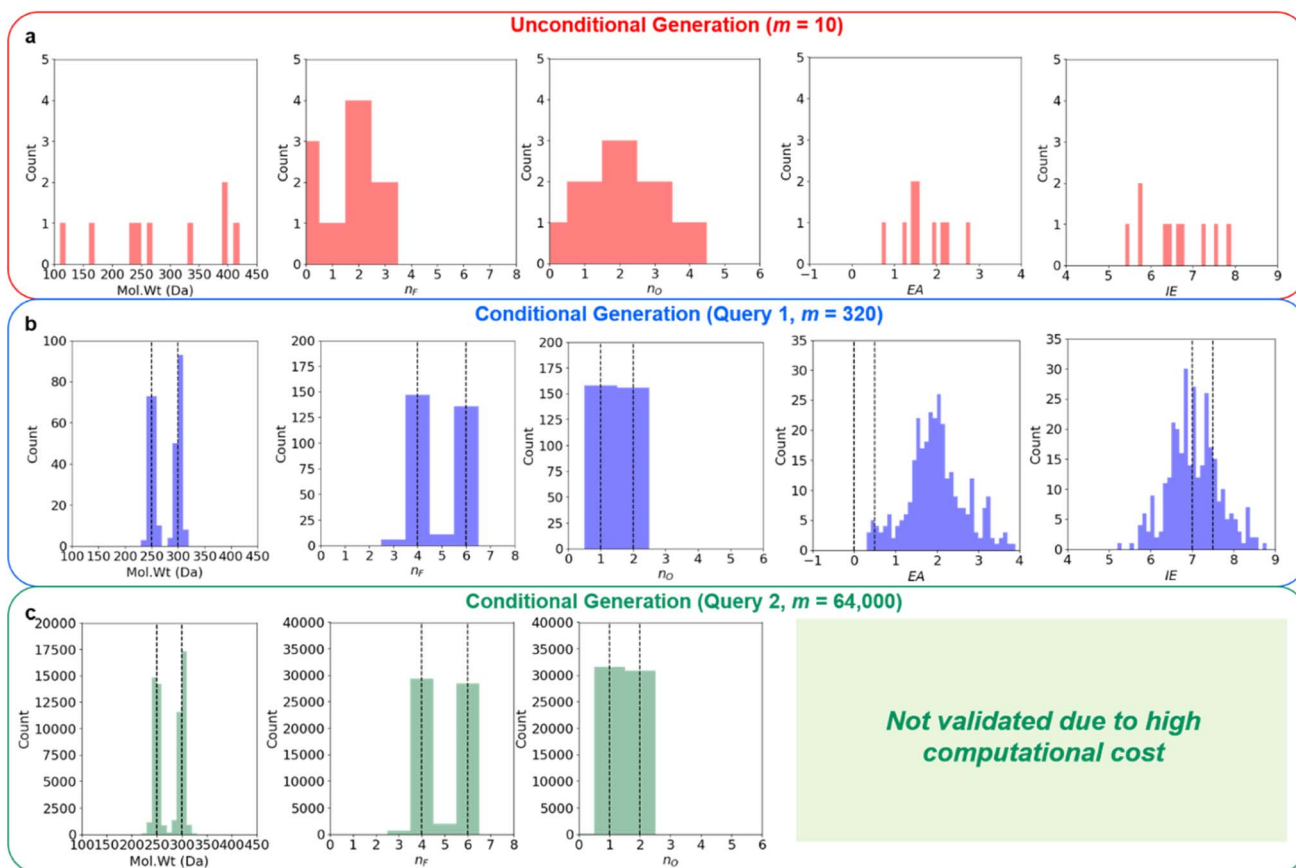 a
Unconditional Generation (m = 10)
5
4
3
2
1
0
Count
100 150 200 250 300 350 400 450
Mol.Wt (Da)
5
4
3
2
1
0
Count
0 1 2 3 4 5 6 7 8
nF
5
4
3
2
1
0
Count
0 1 2 3 4 5 6
nO
5
4
3
2
1
0
Count
−1 0 1 2 3 4
EA
5
4
3
2
1
0
Count
4 5 6 7 8 9
IE
b
Conditional Generation (Query 1, m = 320)
100
80
60
40
20
0
Count
100 150 200 250 300 350 400 450
Mol.Wt (Da)
200
175
150
125
100
75
50
25
0
Count
0 1 2 3 4 5 6 7 8
nF
200
175
150
125
100
75
50
25
0
Count
0 1 2 3 4 5 6
nO
35
30
25
20
15
10
5
0
Count
−1 0 1 2 3 4
EA
35
30
25
20
15
10
5
0
Count
4 5 6 7 8 9
IE
c
Conditional Generation (Query 2, m = 64,000)
20000
17500
15000
12500
10000
7500
5000
2500
0
Count
100 150 200 250 300 350 400 450
Mol.Wt (Da)
40000
35000
30000
25000
20000
15000
10000
5000
0
Count
0 1 2 3 4 5 6 7 8
nF
40000
35000
30000
25000
20000
15000
10000
5000
0
Count
0 1 2 3 4 5 6
nO
Not validated due to high
computational cost